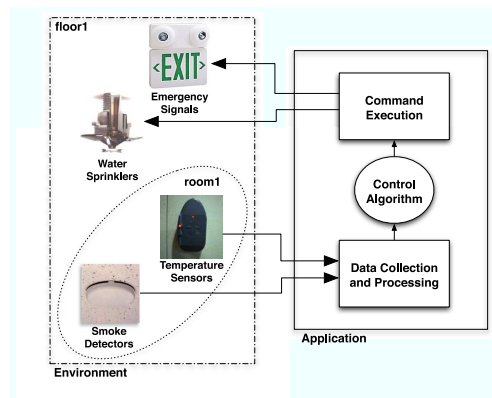 floor1
<EXIT>
Emergency
Signals
Water
Sprinklers
room1
Temperature
Sensors
Smoke
Detectors
Environment
Command
Execution
Control
Algorithm
Data Collection
and Processing
Application